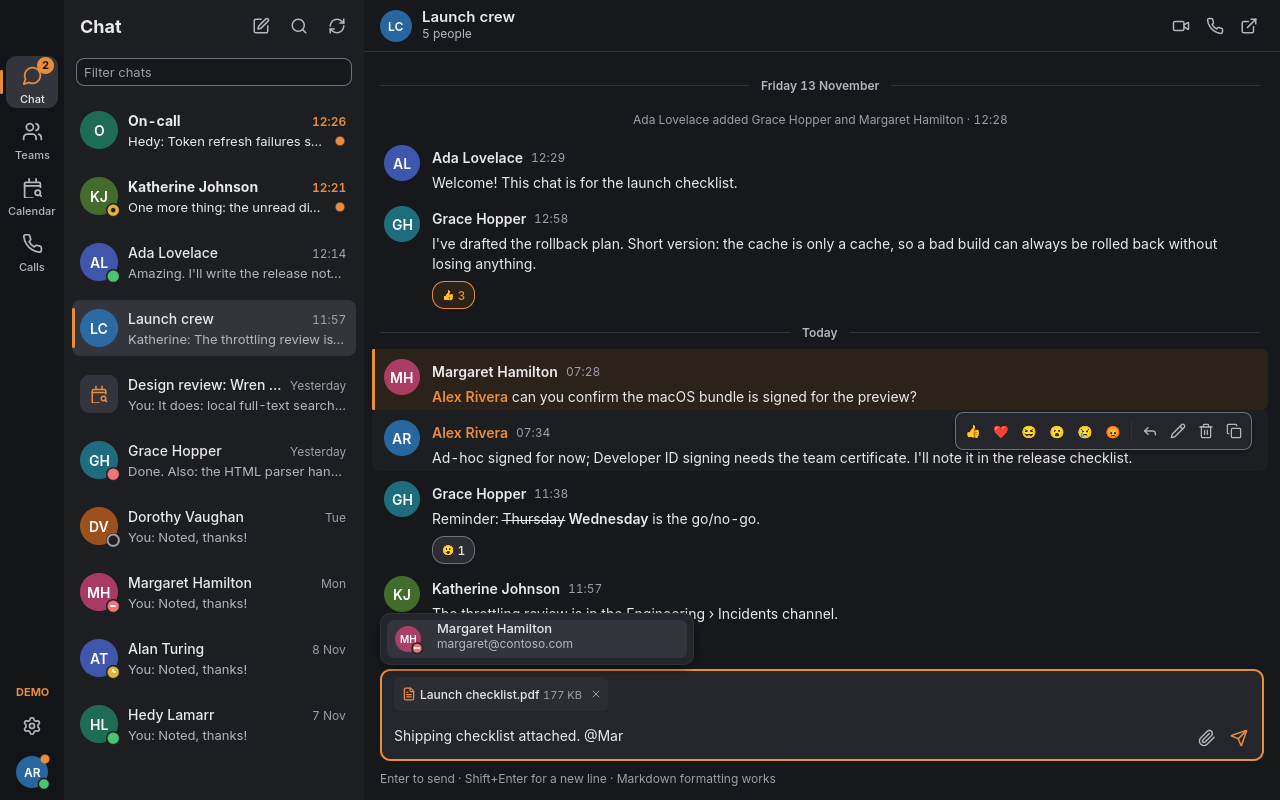 2
Chat
Teams
Calendar
Calls
DEMO
AR
Chat
Filter chats
O
On-call 12:26
Hedy: Token refresh failures s...
KJ
Katherine Johnson 12:21
One more thing: the unread di...
AL
Ada Lovelace 12:14
Amazing. I'll write the release not...
LC
Launch crew 11:57
Katherine: The throttling review is...
Design review: Wren ... Yesterday
You: It does: local full-text search...
GH
Grace Hopper Yesterday
Done. Also: the HTML parser han...
DV
Dorothy Vaughan Tue
You: Noted, thanks!
MH
Margaret Hamilton Mon
You: Noted, thanks!
AT
Alan Turing 8 Nov
You: Noted, thanks!
HL
Hedy Lamarr 7 Nov
You: Noted, thanks!
LC
Launch crew
5 people
Friday 13 November
Ada Lovelace added Grace Hopper and Margaret Hamilton · 12:28
AL
Ada Lovelace 12:29
Welcome! This chat is for the launch checklist.
GH
Grace Hopper 12:58
I've drafted the rollback plan. Short version: the cache is only a cache, so a bad build can always be rolled back without
losing anything.
👍 3
Today
MH
Margaret Hamilton 07:28
Alex Rivera can you confirm the macOS bundle is signed for the preview?
AR
Alex Rivera 07:34
Ad-hoc signed for now; Developer ID signing needs the team certificate. I'll note it in the release checklist.
GH
Grace Hopper 11:38
Reminder: Thursday Wednesday is the go/no-go.
😮 1
KJ
Katherine Johnson 11:57
The throttling review is in the Engineering › Incidents channel.
MH
Margaret Hamilton
margaret@contoso.com
Launch checklist.pdf 177 KB
Shipping checklist attached. @Mar
Enter to send · Shift+Enter for a new line · Markdown formatting works